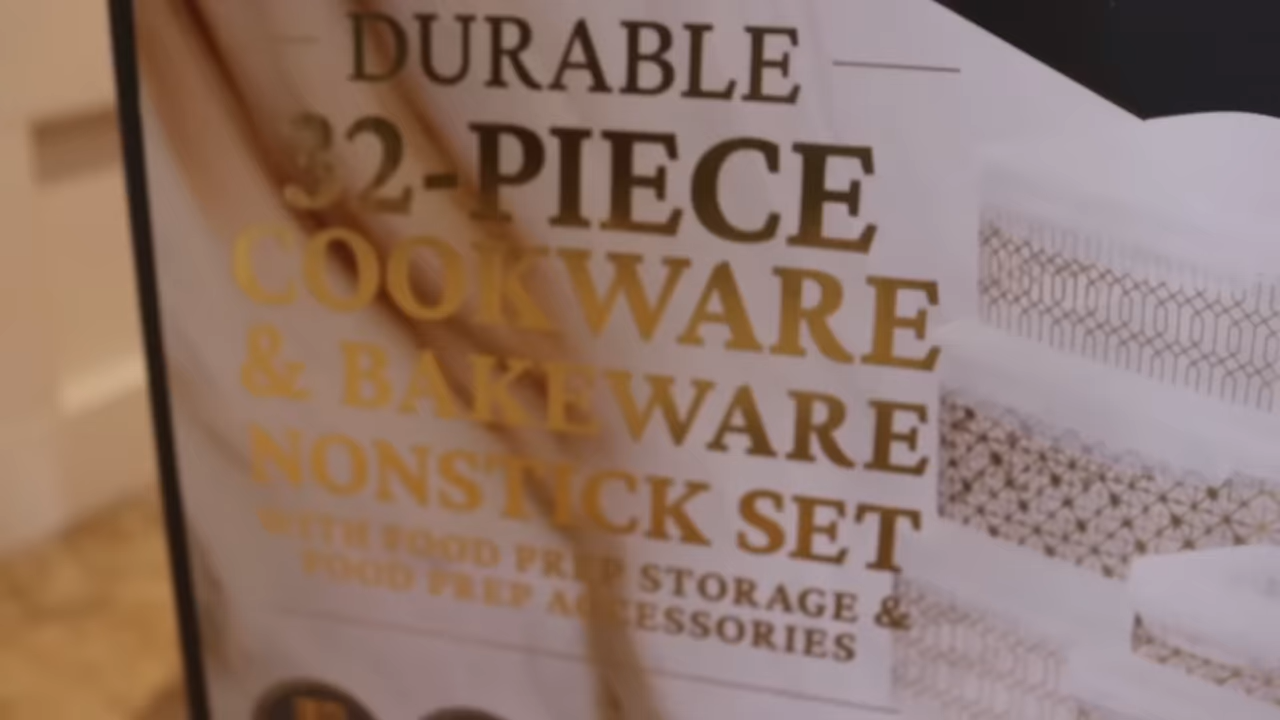 DURABLE
32-PIECE
COOKWARE
& BAKEWARE
NONSTICK SET
WITH FOOD PREP STORAGE &
FOOD PREP ACCESSORIES